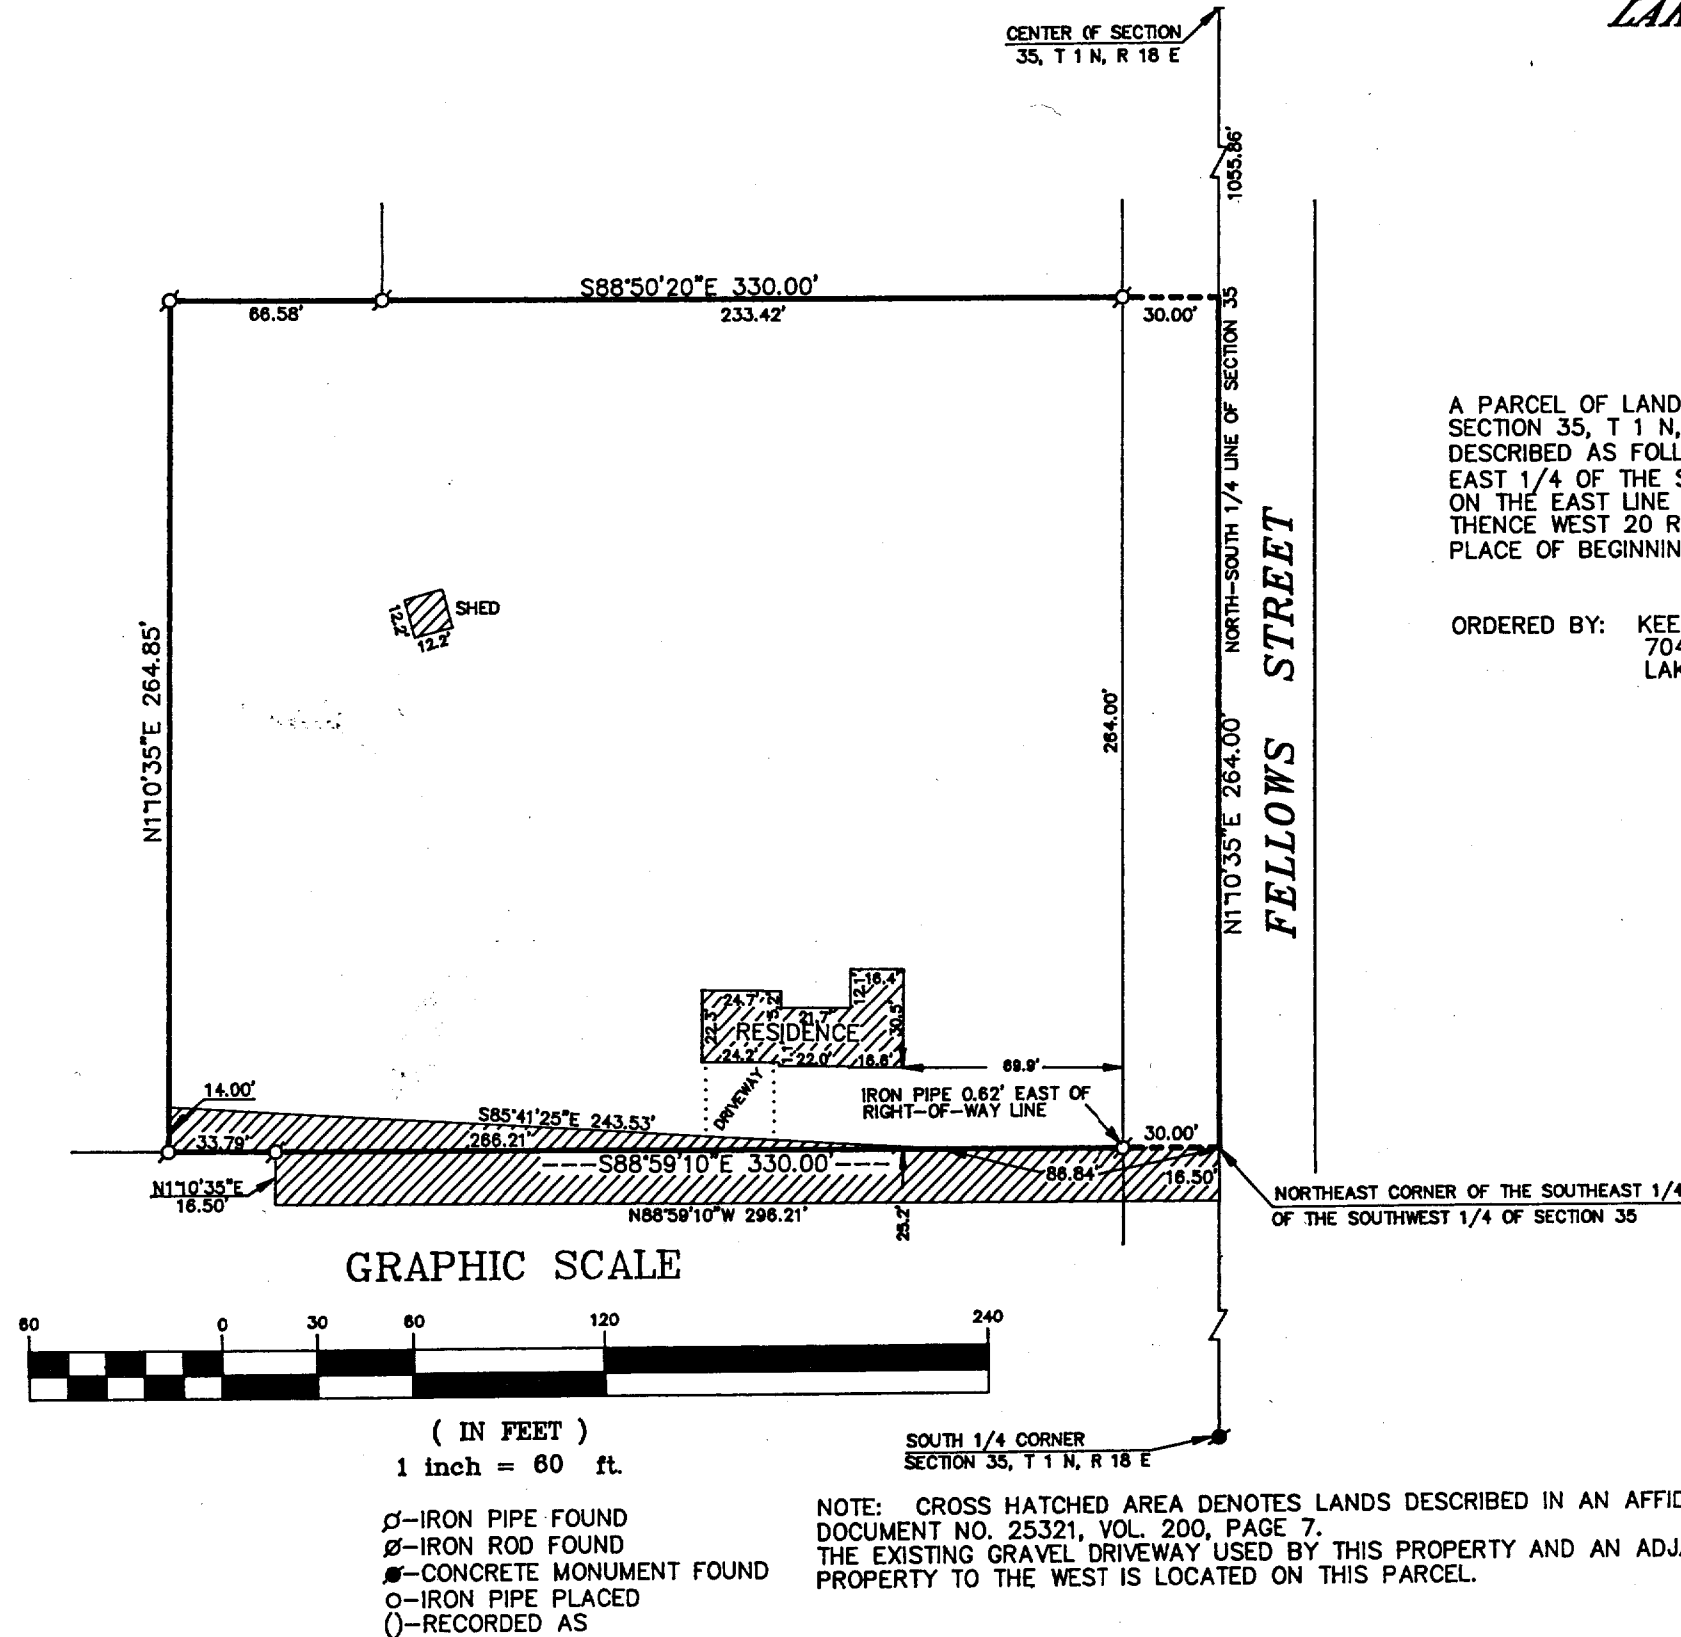 LAN
CENTER OF SECTION
35, T 1 N, R 18 E
1055.86'
S88°50'20"E 330.00'
66.58'
233.42'
30.00'
NORTH-SOUTH 1/4 LINE OF SECTION 35
A PARCEL OF LAND
SECTION 35, T 1 N,
DESCRIBED AS FOLL
EAST 1/4 OF THE S
ON THE EAST LINE
THENCE WEST 20 R
PLACE OF BEGINNIN
ORDERED BY: KEE
704
LAK
SHED
12.2'
12.2'
N1°10'35"E 264.85'
264.00'
N1°10'35"E 264.00'
FELLOWS STREET
24.7'
5.2'
21.7'
12.1'
16.4'
22.3'
RESIDENCE
30.5'
24.2'
1.1'
22.0'
16.6'
69.9'
DRIVEWAY
IRON PIPE 0.62' EAST OF
RIGHT-OF-WAY LINE
14.00'
S85°41'25"E 243.53'
33.79'
266.21'
30.00'
---S88°59'10"E 330.00'---
86.84'
16.50'
N1°10'35"E
16.50'
N88°59'10"W 296.21'
25.2'
NORTHEAST CORNER OF THE SOUTHEAST 1/4
OF THE SOUTHWEST 1/4 OF SECTION 35
GRAPHIC SCALE
60 0 30 60 120 240
( IN FEET )
1 inch = 60 ft.
SOUTH 1/4 CORNER
SECTION 35, T 1 N, R 18 E
-IRON PIPE FOUND
-IRON ROD FOUND
-CONCRETE MONUMENT FOUND
-IRON PIPE PLACED
()-RECORDED AS
NOTE: CROSS HATCHED AREA DENOTES LANDS DESCRIBED IN AN AFFID
DOCUMENT NO. 25321, VOL. 200, PAGE 7.
THE EXISTING GRAVEL DRIVEWAY USED BY THIS PROPERTY AND AN ADJ
PROPERTY TO THE WEST IS LOCATED ON THIS PARCEL.